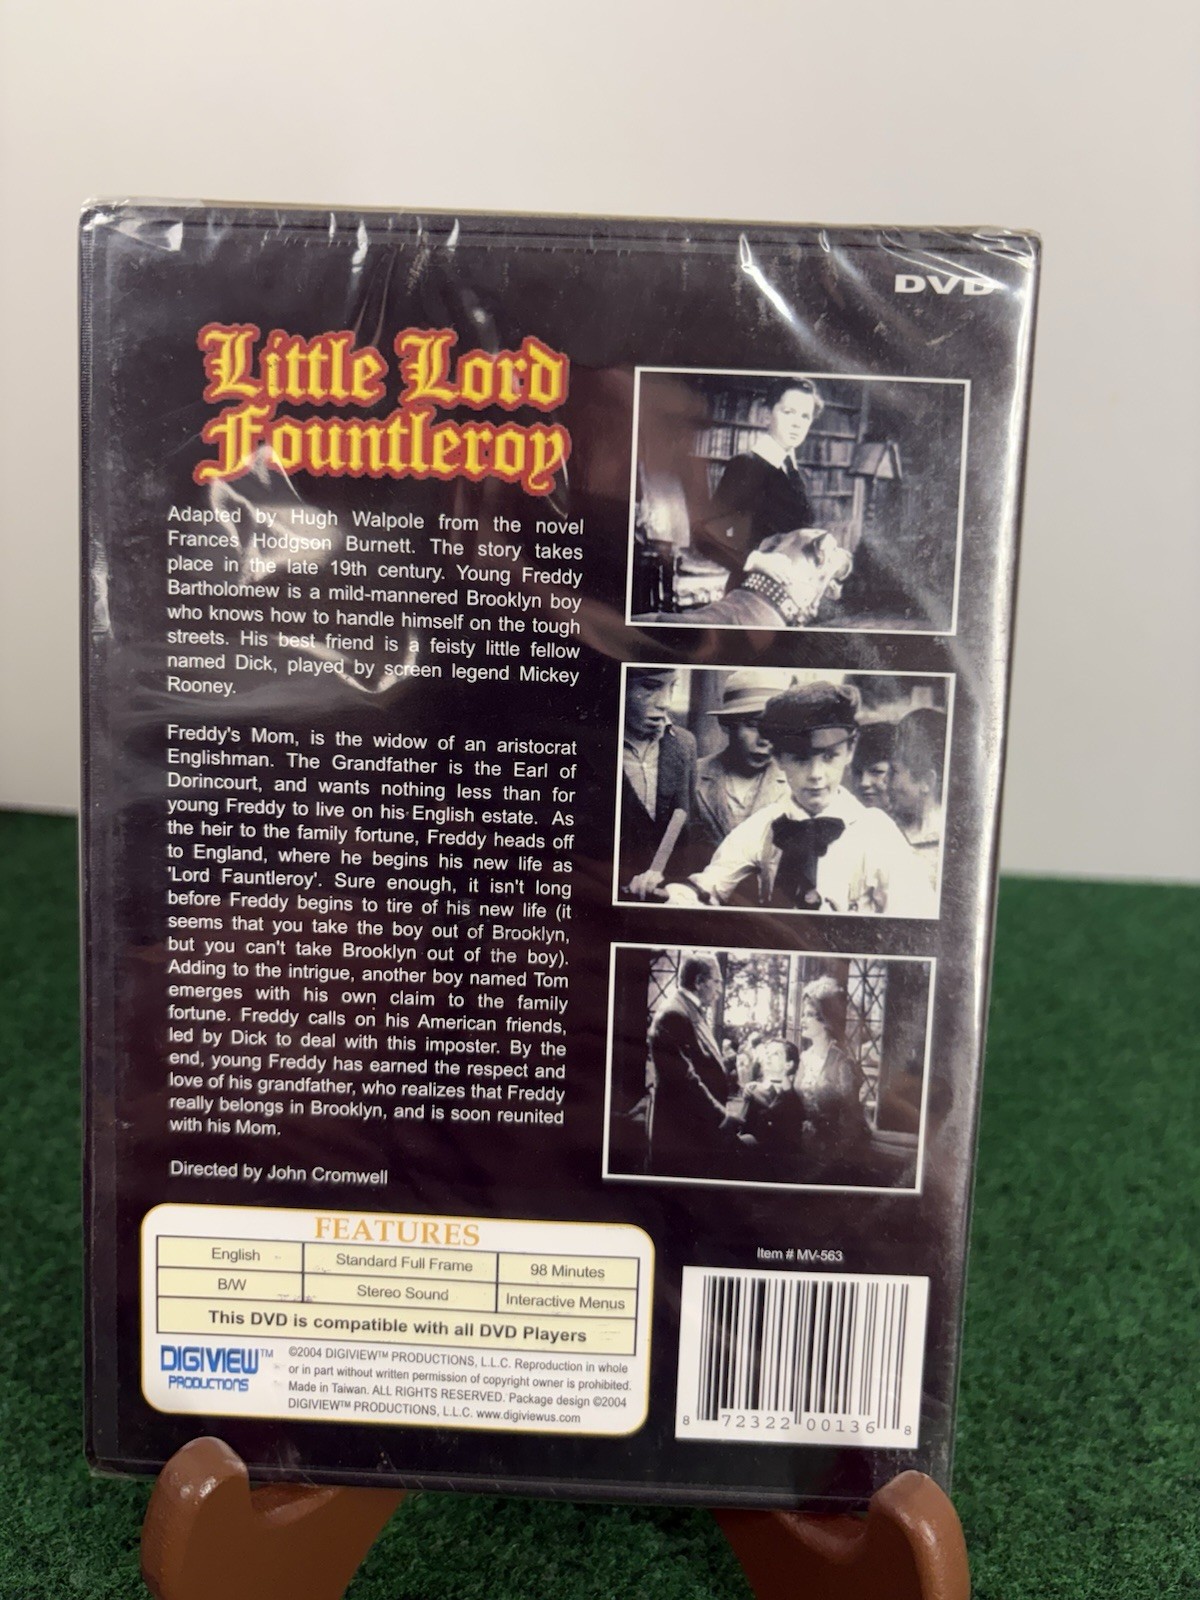 DVD
Little Lord
Fountleroy
Adapted by Hugh Walpole from the novel
Frances Hodgson Burnett. The story takes
place in the late 19th century. Young Freddy
Bartholomew is a mild-mannered Brooklyn boy
who knows how to handle himself on the tough
streets. His best friend is a feisty little fellow
named Dick, played by screen legend Mickey
Rooney.
Freddy's Mom, is the widow of an aristocrat
Englishman. The Grandfather is the Earl of
Dorincourt, and wants nothing less than for
young Freddy to live on his English estate. As
the heir to the family fortune, Freddy heads off
to England, where he begins his new life as
'Lord Fauntleroy'. Sure enough, it isn't long
before Freddy begins to tire of his new life (it
seems that you take the boy out of Brooklyn,
but you can't take Brooklyn out of the boy).
Adding to the intrigue, another boy named Tom
emerges with his own claim to the family
fortune. Freddy calls on his American friends,
led by Dick to deal with this imposter. By the
end, young Freddy has earned the respect and
love of his grandfather, who realizes that Freddy
really belongs in Brooklyn, and is soon reunited
with his Mom.
Directed by John Cromwell
FEATURES
English Standard Full Frame 98 Minutes
B/W Stereo Sound Interactive Menus
This DVD is compatible with all DVD Players
DIGIVIEW™
PRODUCTIONS
©2004 DIGIVIEW™ PRODUCTIONS, L.L.C. Reproduction in whole
or in part without written permission of copyright owner is prohibited.
Made in Taiwan. ALL RIGHTS RESERVED. Package design ©2004
DIGIVIEW™ PRODUCTIONS, L.L.C. www.digiviewus.com
Item # MV-563
8 72322 00136 8